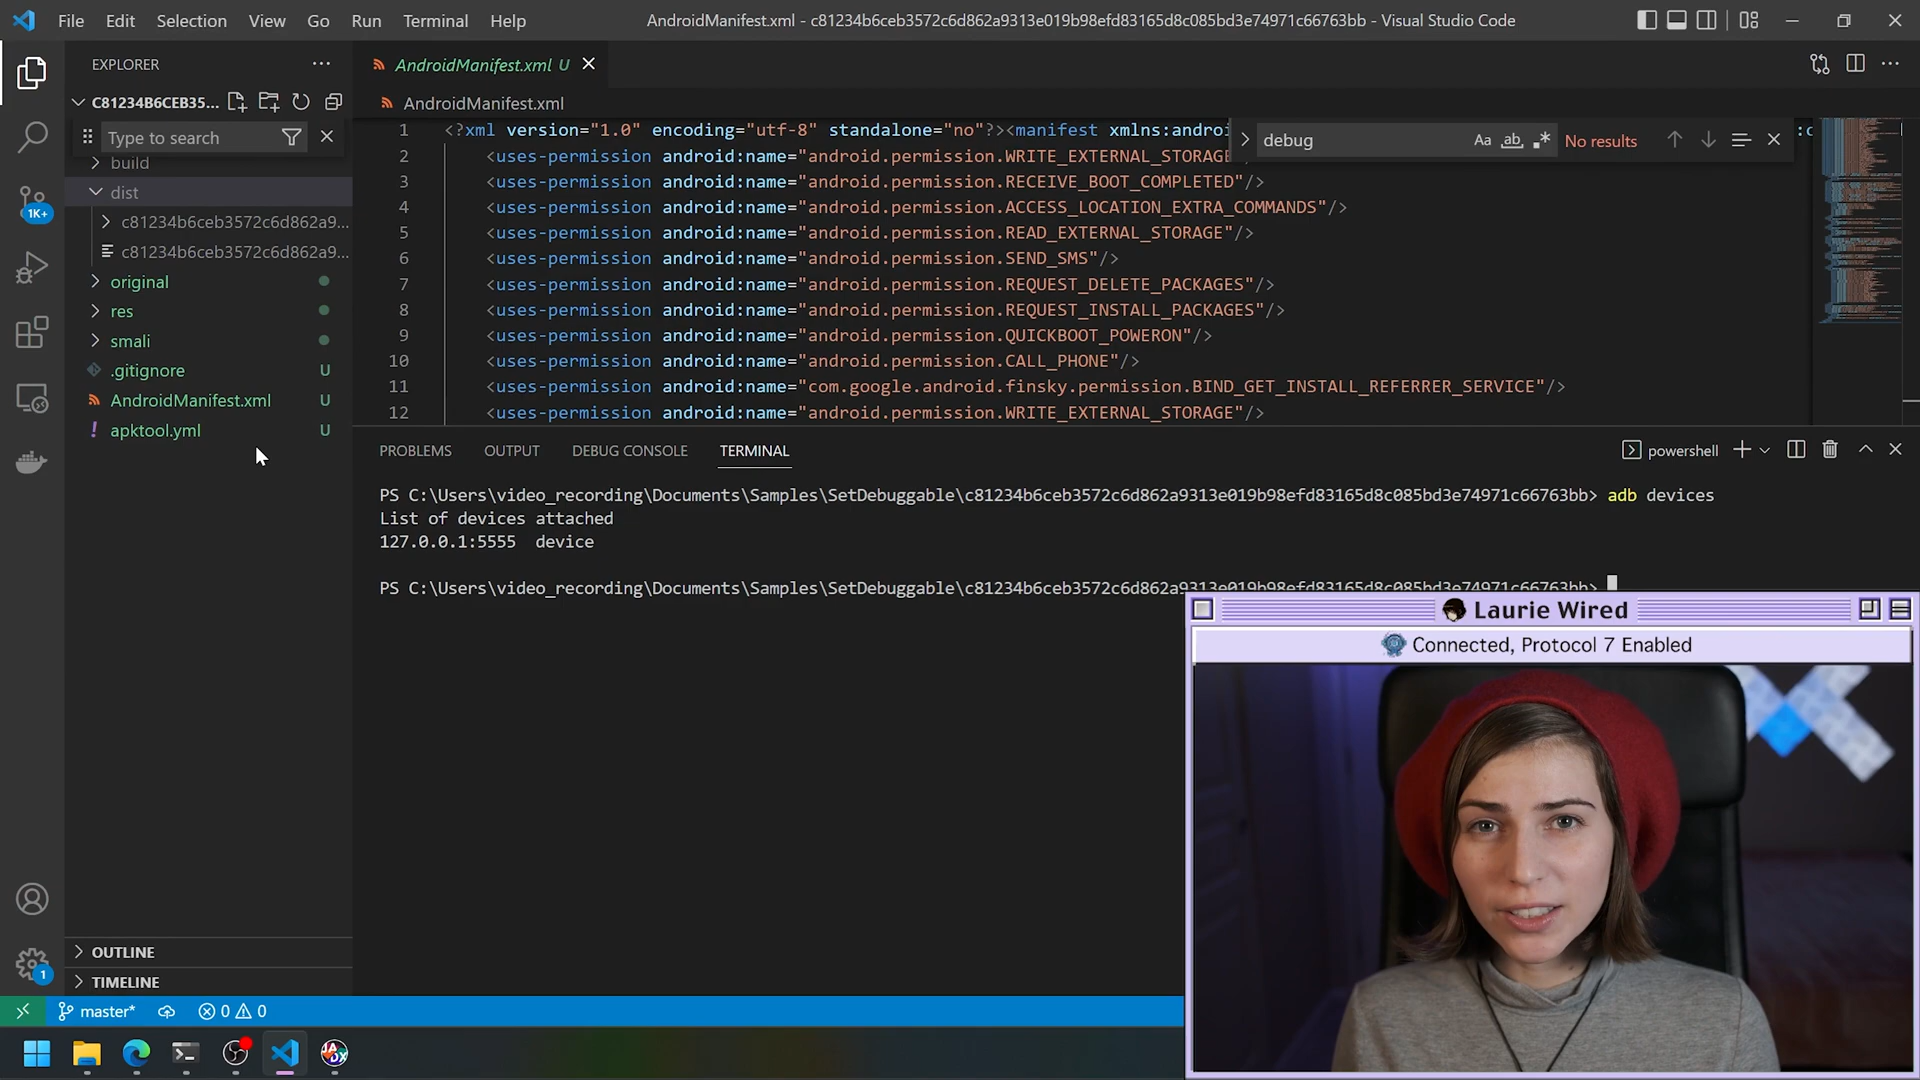 File Edit Selection View Go Run Terminal Help
AndroidManifest.xml - c81234b6ceb3572c6d862a9313e019b98efd83165d8c085bd3e74971c66763bb - Visual Studio Code
EXPLORER
C81234B6CEB35...
Type to search
build
dist
c81234b6ceb3572c6d862a9...
c81234b6ceb3572c6d862a9...
original
res
smali
.gitignore U
AndroidManifest.xml U
apktool.yml U
1K+
OUTLINE
TIMELINE
1
AndroidManifest.xml U
AndroidManifest.xml
debug
Aa ab No results
1 <?xml version="1.0" encoding="utf-8" standalone="no"?><manifest xmlns:androi
2 <uses-permission android:name="android.permission.WRITE_EXTERNAL_STORAGE
3 <uses-permission android:name="android.permission.RECEIVE_BOOT_COMPLETED"/>
4 <uses-permission android:name="android.permission.ACCESS_LOCATION_EXTRA_COMMANDS"/>
5 <uses-permission android:name="android.permission.READ_EXTERNAL_STORAGE"/>
6 <uses-permission android:name="android.permission.SEND_SMS"/>
7 <uses-permission android:name="android.permission.REQUEST_DELETE_PACKAGES"/>
8 <uses-permission android:name="android.permission.REQUEST_INSTALL_PACKAGES"/>
9 <uses-permission android:name="android.permission.QUICKBOOT_POWERON"/>
10 <uses-permission android:name="android.permission.CALL_PHONE"/>
11 <uses-permission android:name="com.google.android.finsky.permission.BIND_GET_INSTALL_REFERRER_SERVICE"/>
12 <uses-permission android:name="android.permission.WRITE_EXTERNAL_STORAGE"/>
PROBLEMS OUTPUT DEBUG CONSOLE TERMINAL
powershell
PS C:\Users\video_recording\Documents\Samples\SetDebuggable\c81234b6ceb3572c6d862a9313e019b98efd83165d8c085bd3e74971c66763bb> adb devices
List of devices attached
127.0.0.1:5555 device
PS C:\Users\video_recording\Documents\Samples\SetDebuggable\c81234b6ceb3572c6d862a9313e019b98efd83165d8c085bd3e74971c66763bb>
Laurie Wired
Connected, Protocol 7 Enabled
master* 0 0
JADX